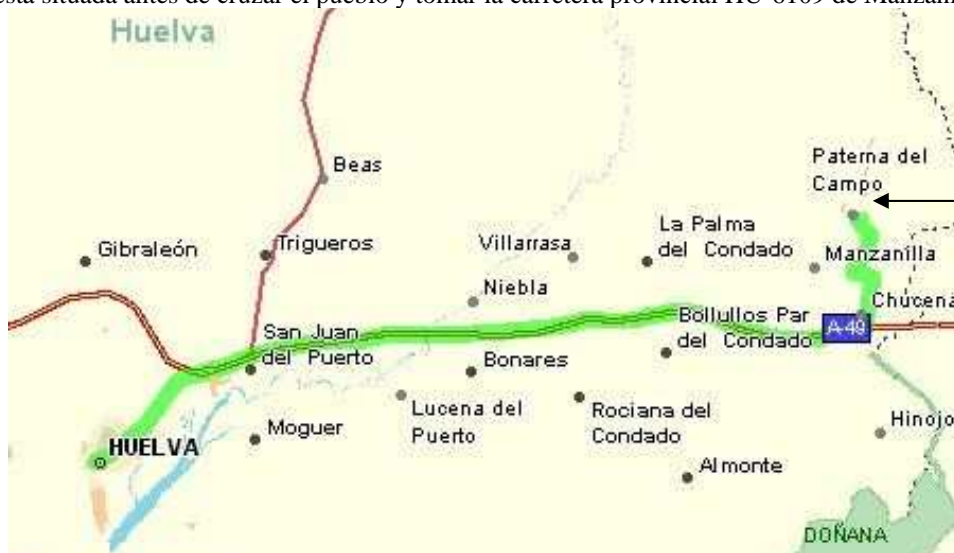 está situada antes de cruzar el pueblo y tomar la carretera provincial HU-6109 de
Huelva
Beas
Paterna del
Campo
Gibraleón
Trigueros
Villarrasa
La Palma
del Condado
Manzanilla
Niebla
Chucena
San Juan
del Puerto
Bollullos Par
del Condado
A-49
Bonares
Lucena del
Puerto
Rociana del
Condado
Moguer
Hinojo
HUELVA
Almonte
DOÑANA